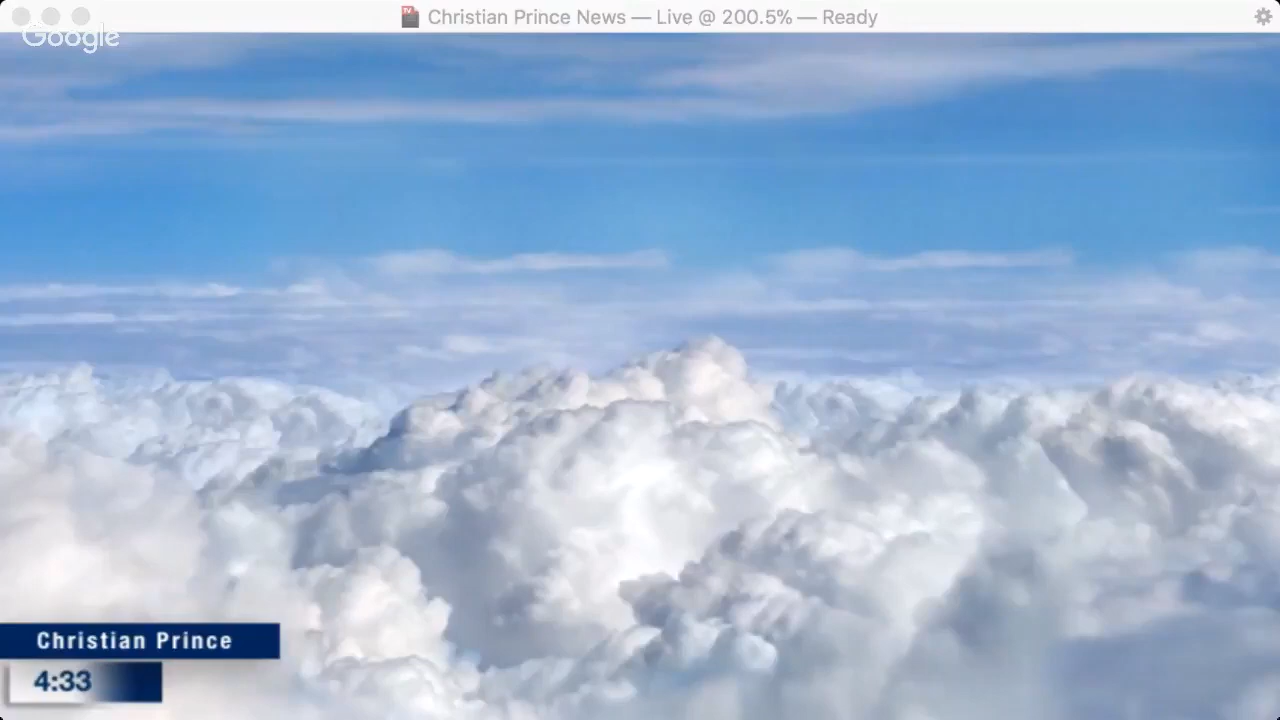 Christian Prince News — Live @ 200.5% — Ready
Google
Christian Prince
4:33